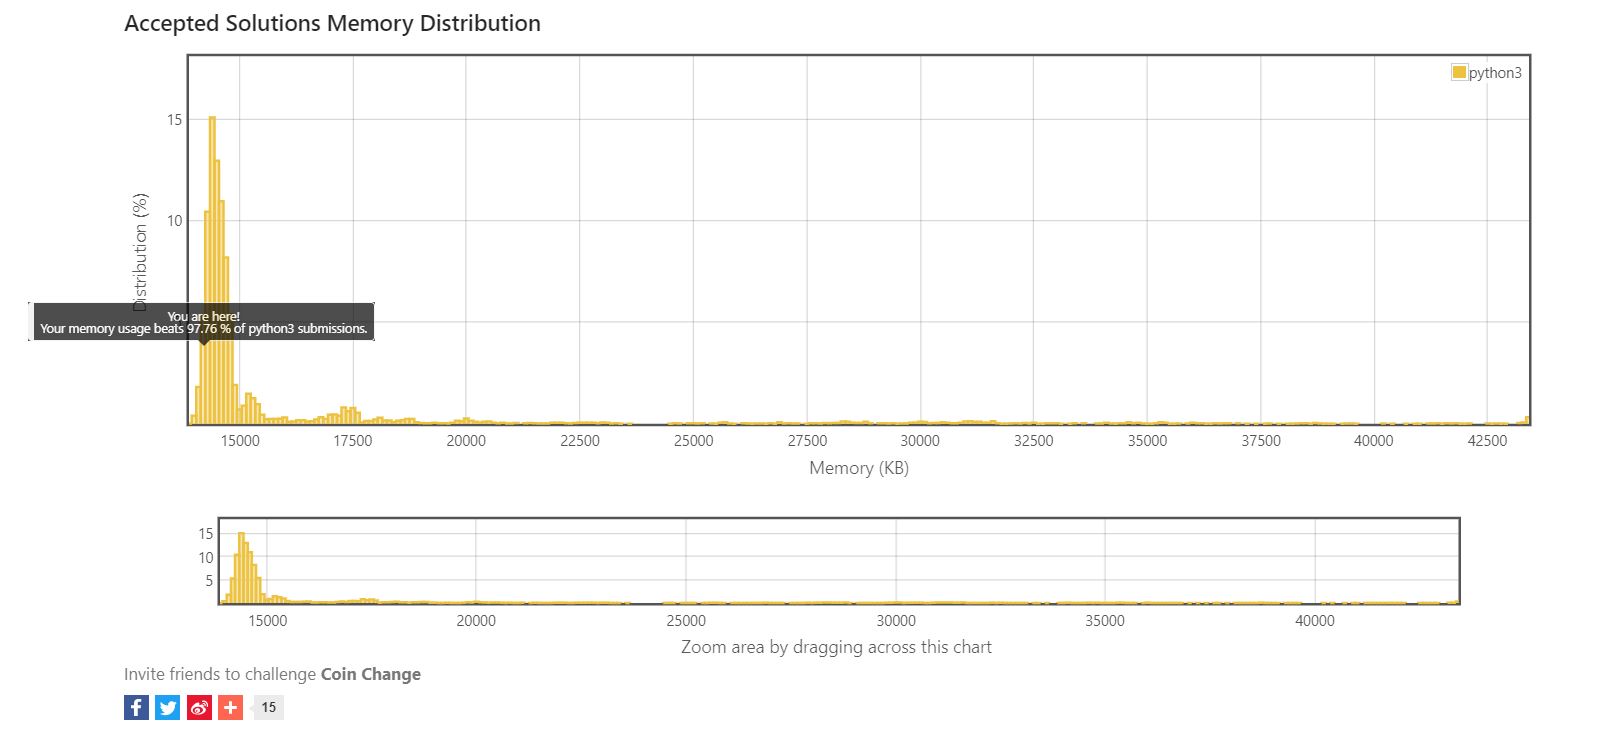 Accepted Solutions Memory Distribution
python3
15
10
Distribution (%)
You are here!
Your memory usage beats 97.76 % of python3 submissions.
15000 17500 20000 22500 25000 27500 30000 32500 35000 37500 40000 42500
Memory (KB)
15
10
5
15000 20000 25000 30000 35000 40000
Zoom area by dragging across this chart
Invite friends to challenge Coin Change
15